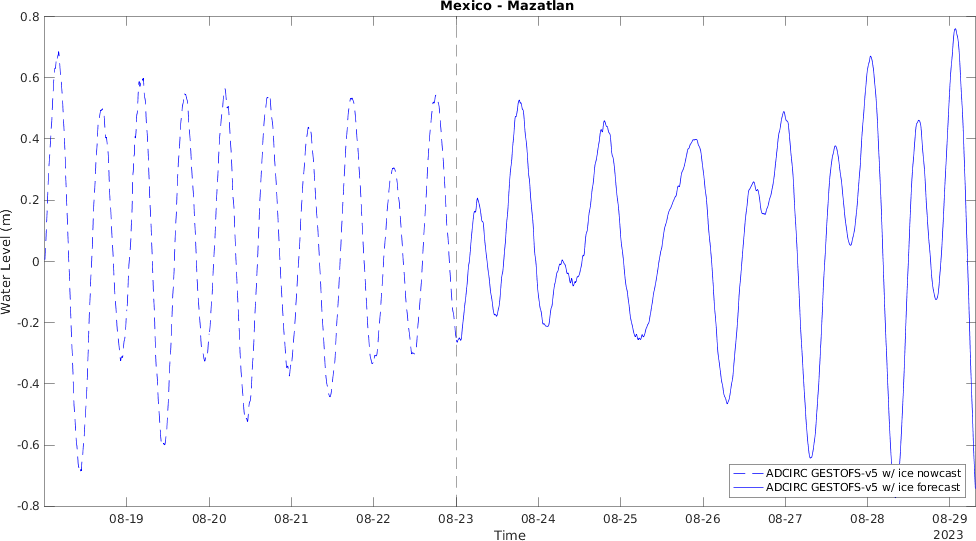 Mexico - Mazatlan
0.8
0.6
0.4
0.2
0
-0.2
-0.4
-0.6
-0.8
Water Level (m)
ADCIRC GESTOFS-v5 w/ ice nowcast
ADCIRC GESTOFS-v5 w/ ice forecast
08-19 08-20 08-21 08-22 08-23 08-24 08-25 08-26 08-27 08-28 08-29
Time 2023